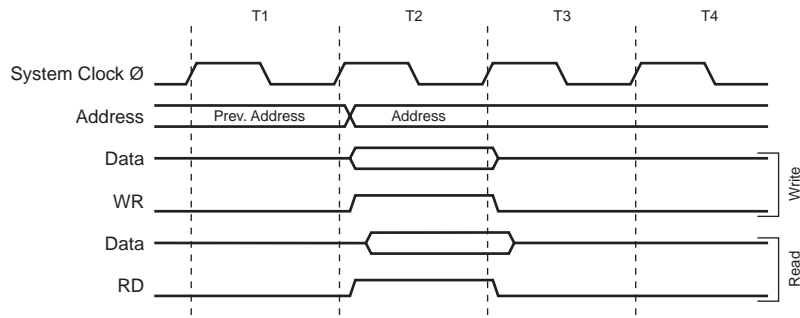 T1 T2 T3 T4
System Clock Ø
Address Prev. Address Address
Data
WR
Write
Data
RD
Read